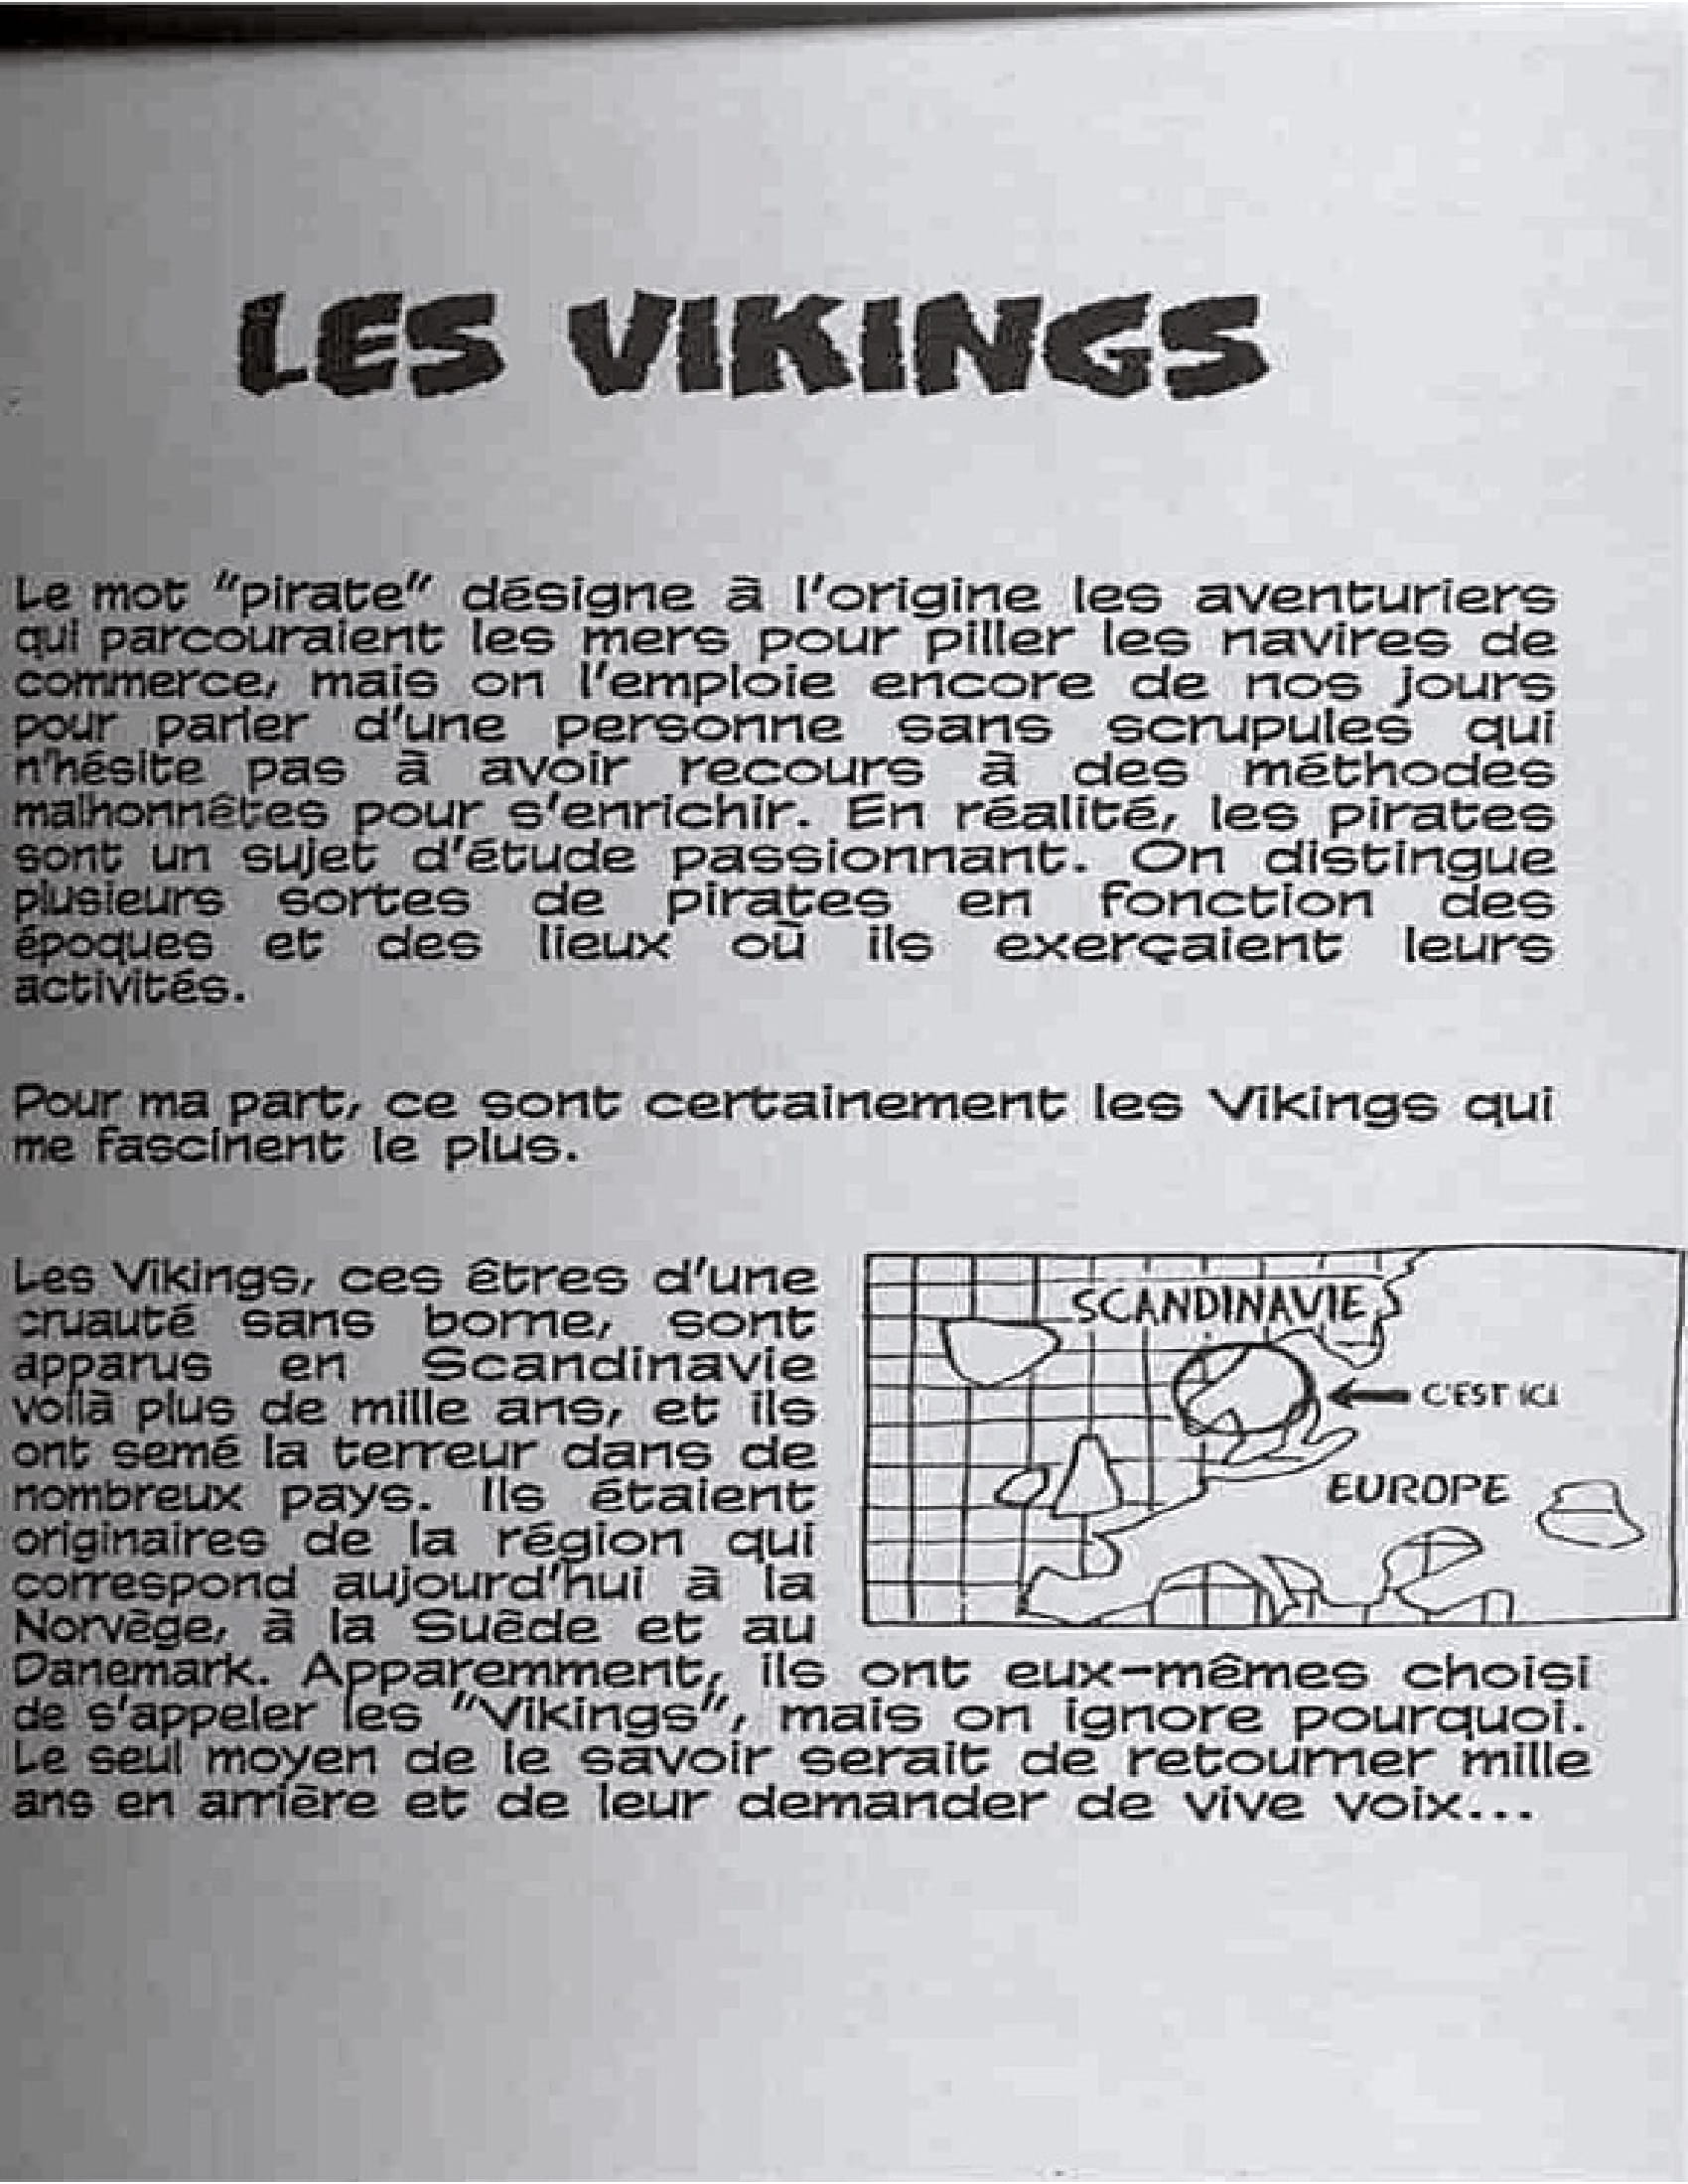 LES VIKINGS
Le mot "pirate" désigne à l'origine les aventuriers
qui parcouraient les mers pour piller les navires de
commerce, mais on l'emploie encore de nos jours
pour parler d'une personne sans scrupules qui
n'hésite pas à avoir recours à des méthodes
malhonnêtes pour s'enrichir. En réalité, les pirates
sont un sujet d'étude passionnant. On distingue
plusieurs sortes de pirates en fonction des
époques et des lieux où ils exerçaient leurs
activités.
Pour ma part, ce sont certainement les Vikings qui
me fascinent le plus.
Les Vikings, ces êtres d'une
cruauté sans borne, sont
apparus en Scandinavie
voilà plus de mille ans, et ils
ont semé la terreur dans de
nombreux pays. Ils étaient
originaires de la région qui
correspond aujourd'hui à la
Norvège, à la Suède et au
Danemark. Apparemment, ils ont eux-mêmes choisi
de s'appeler les "Vikings", mais on ignore pourquoi.
Le seul moyen de le savoir serait de retourner mille
ans en arrière et de leur demander de vive voix...
SCANDINAVIE
C'EST ICI
EUROPE